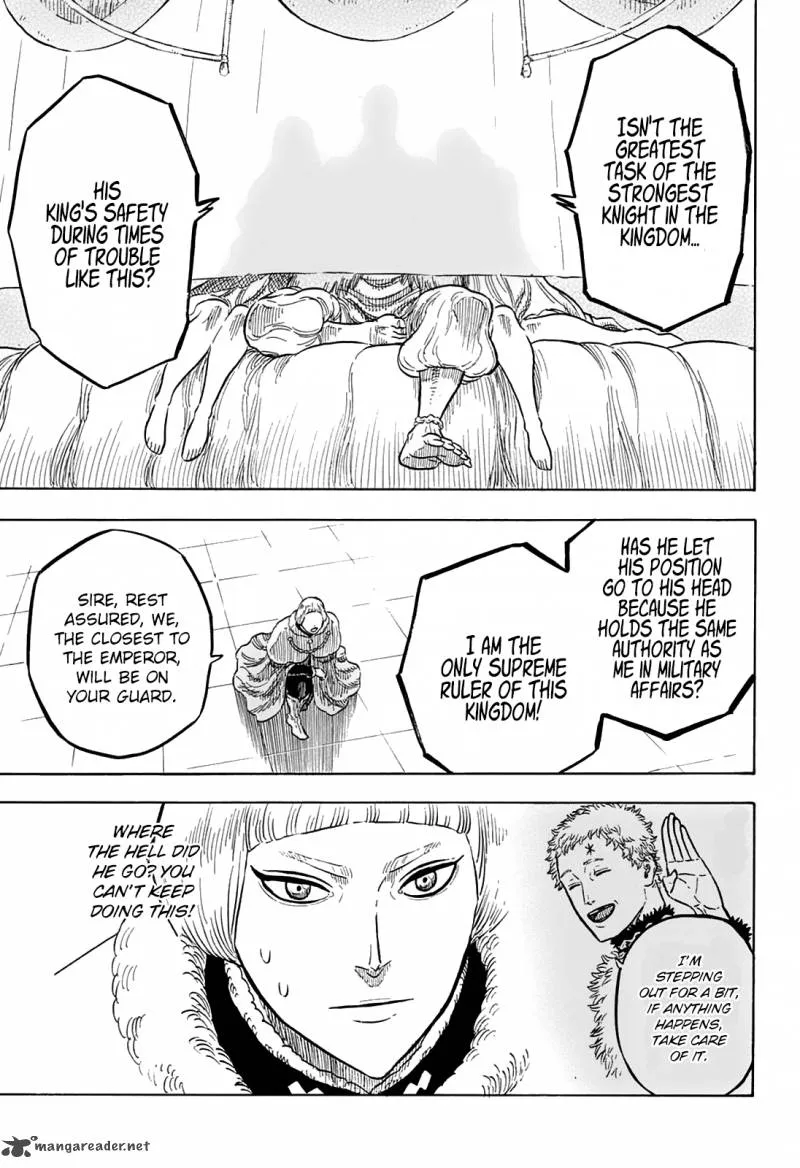 ISN'T THE
GREATEST
TASK OF THE
STRONGEST
KNIGHT IN THE
KINGDOM...
HIS
KING'S SAFETY
DURING TIMES
OF TROUBLE
LIKE THIS?
HAS HE LET
HIS POSITION
GO TO HIS HEAD
BECAUSE HE
HOLDS THE SAME
AUTHORITY AS
ME IN MILITARY
AFFAIRS?
I AM THE
ONLY SUPREME
RULER OF THIS
KINGDOM!
SIRE, REST
ASSURED, WE,
THE CLOSEST TO
THE EMPEROR,
WILL BE ON
YOUR GUARD.
I'M
STEPPING
OUT FOR A BIT,
IF ANYTHING
HAPPENS,
TAKE CARE
OF IT.
WHERE
THE HELL DID
HE GO? YOU
CAN'T KEEP
DOING THIS!
mangareader.net